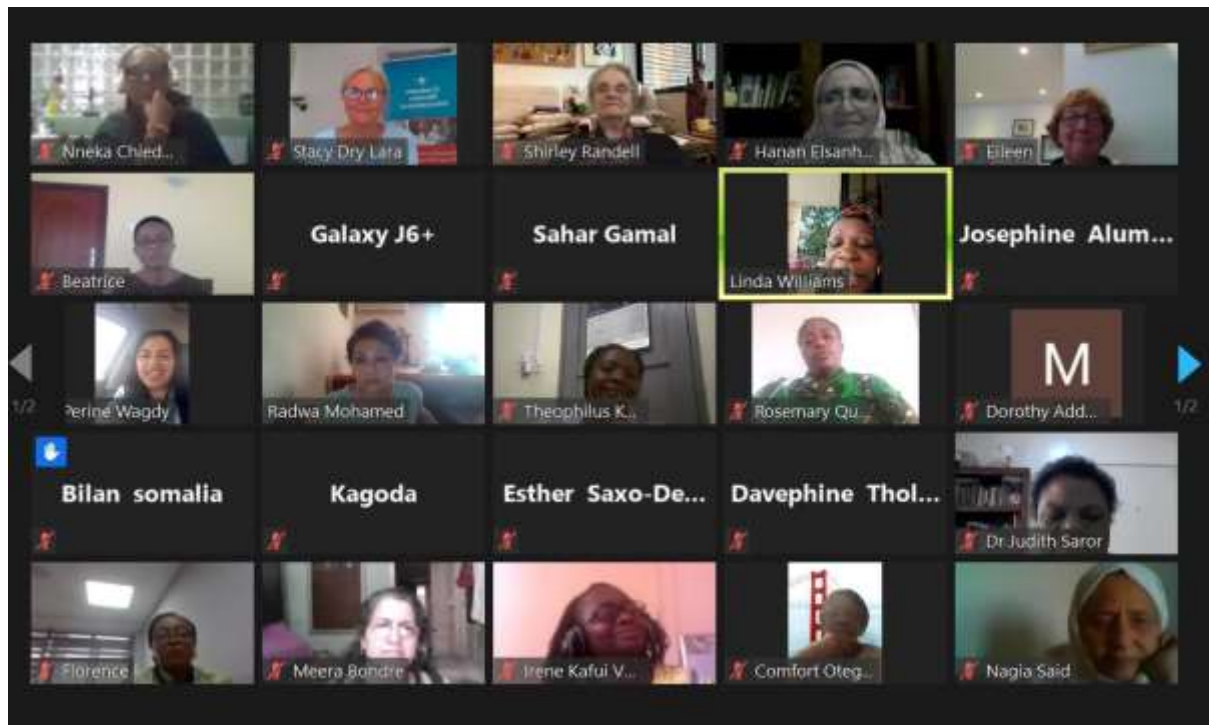 Nneka Chied...
Stacy Dry Lara
Shirley Randell
Hanan Elsanh...
Eileen
Beatrice
Galaxy J6+
Sahar Gamal
Linda Williams
Josephine Alum...
Perine Wagdy
Radwa Mohamed
Theophilus K...
Rosemary Qu...
M
Dorothy Add...
1/2
1/2
Bilan somalia
Kagoda
Esther Saxo-De...
Davephine Thol...
Dr Judith Saror
Florence
Meera Bondre
Irene Kafui V...
Comfort Oteg...
Nagia Said